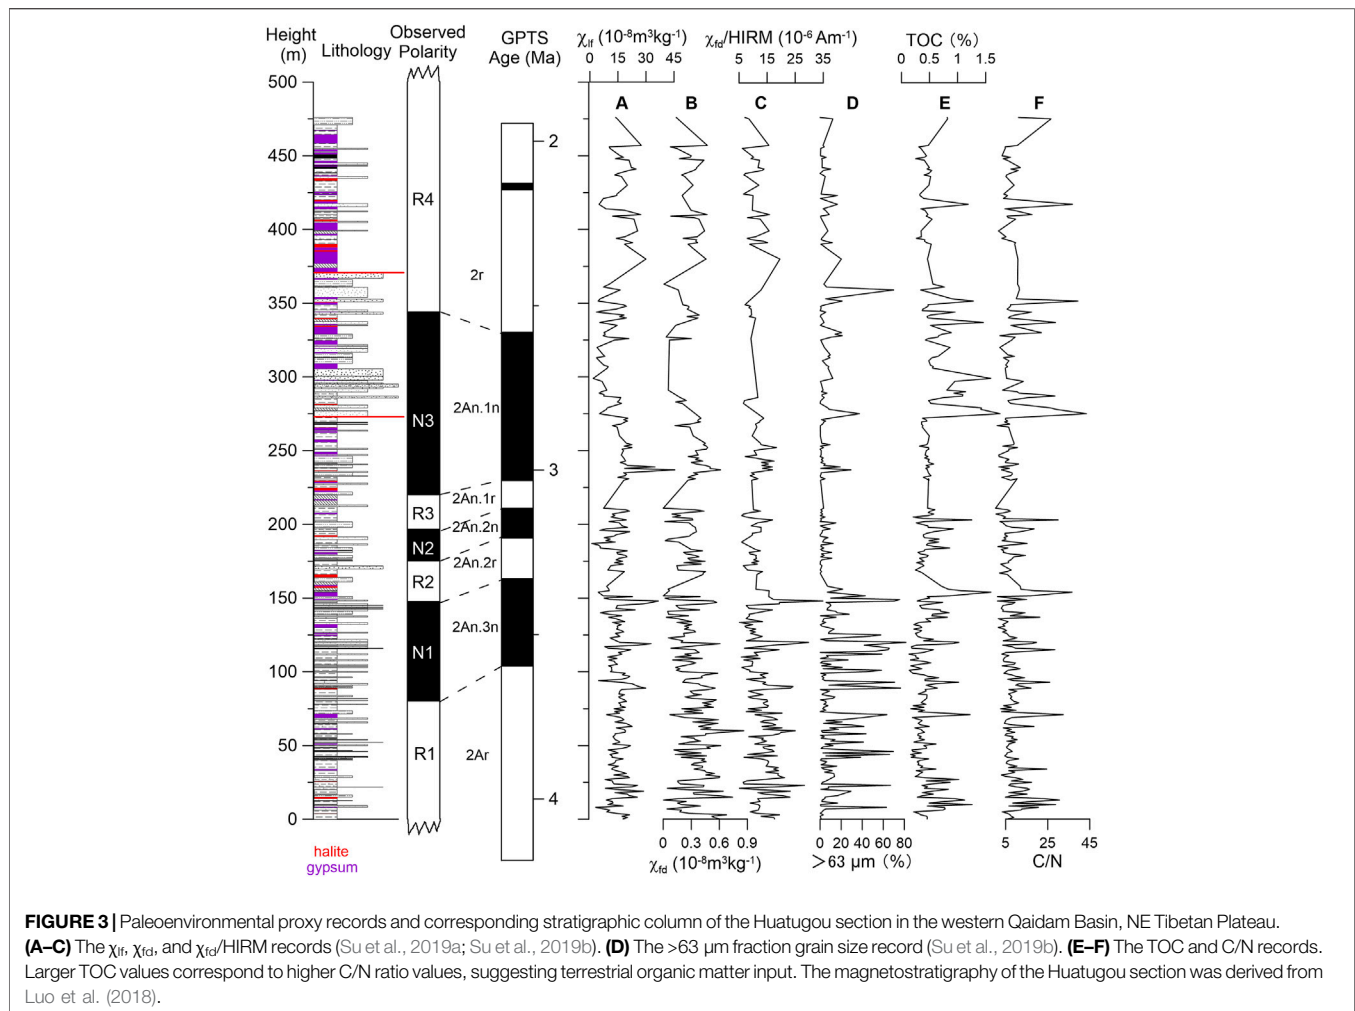 Height
(m)
Lithology
Observed
Polarity
GPTS
Age (Ma)
χlf (10-8m3kg-1)
χfd/HIRM (10-6 Am-1)
TOC (%)
0 15 30 45
5 15 25 35
0 0.5 1 1.5
A B C D E F
500
450
400
350
300
250
200
150
100
50
0
R4
N3
R3
N2
R2
N1
R1
2r
2An.1n
2An.1r
2An.2n
2An.2r
2An.3n
2Ar
2
3
4
halite
gypsum
0 0.3 0.6 0.9
χfd (10-8m3kg-1)
0 20 40 60 80
>63 μm (%)
5 25 45
C/N
FIGURE 3 | Paleoenvironmental proxy records and corresponding stratigraphic column of the Huatugou section in the western Qaidam Basin, NE Tibetan Plateau.
(A–C) The χlf, χfd, and χfd/HIRM records (Su et al., 2019a; Su et al., 2019b). (D) The >63 μm fraction grain size record (Su et al., 2019b). (E–F) The TOC and C/N records.
Larger TOC values correspond to higher C/N ratio values, suggesting terrestrial organic matter input. The magnetostratigraphy of the Huatugou section was derived from
Luo et al. (2018).